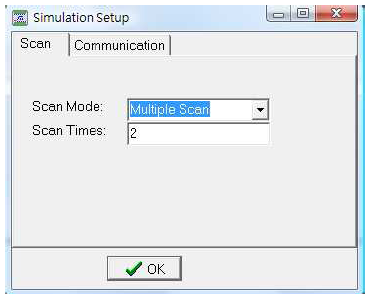 Simulation Setup
Scan Communication
Scan Mode: Multiple Scan
Scan Times: 2
OK